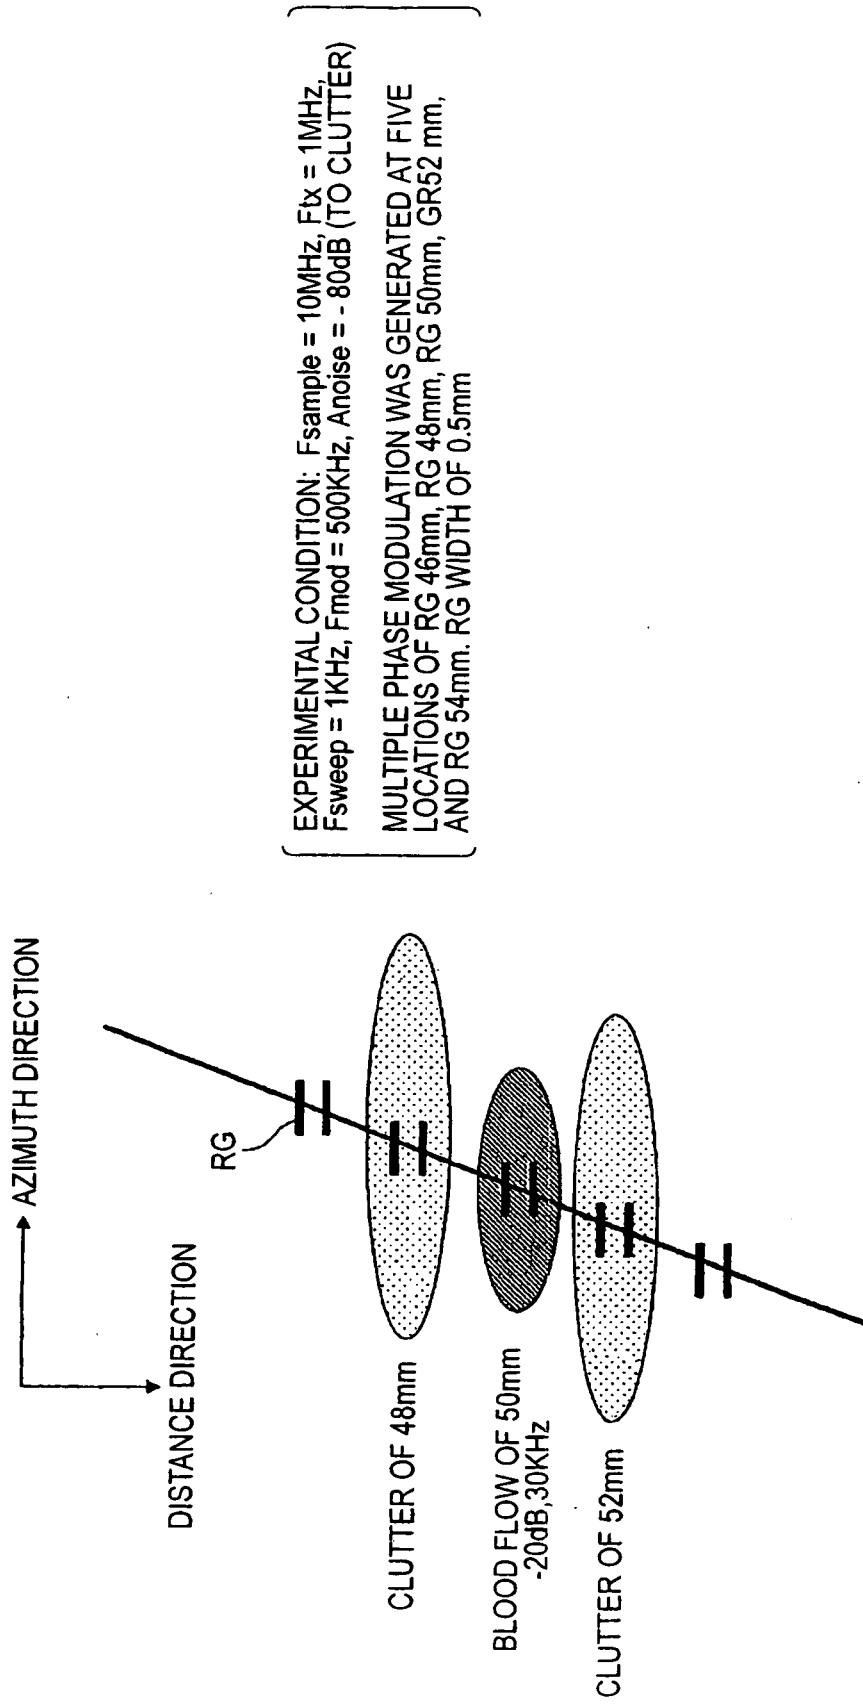 AZIMUTH DIRECTION
DISTANCE DIRECTION
RG
CLUTTER OF 48mm
BLOOD FLOW OF 50mm
-20dB,30KHz
CLUTTER OF 52mm
EXPERIMENTAL CONDITION: Fsample = 10MHz, Ftx = 1MHz,
Fsweep = 1KHz, Fmod = 500KHz, Anoise = - 80dB (TO CLUTTER)
MULTIPLE PHASE MODULATION WAS GENERATED AT FIVE
LOCATIONS OF RG 46mm, RG 48mm, RG 50mm, GR52 mm,
AND RG 54mm. RG WIDTH OF 0.5mm